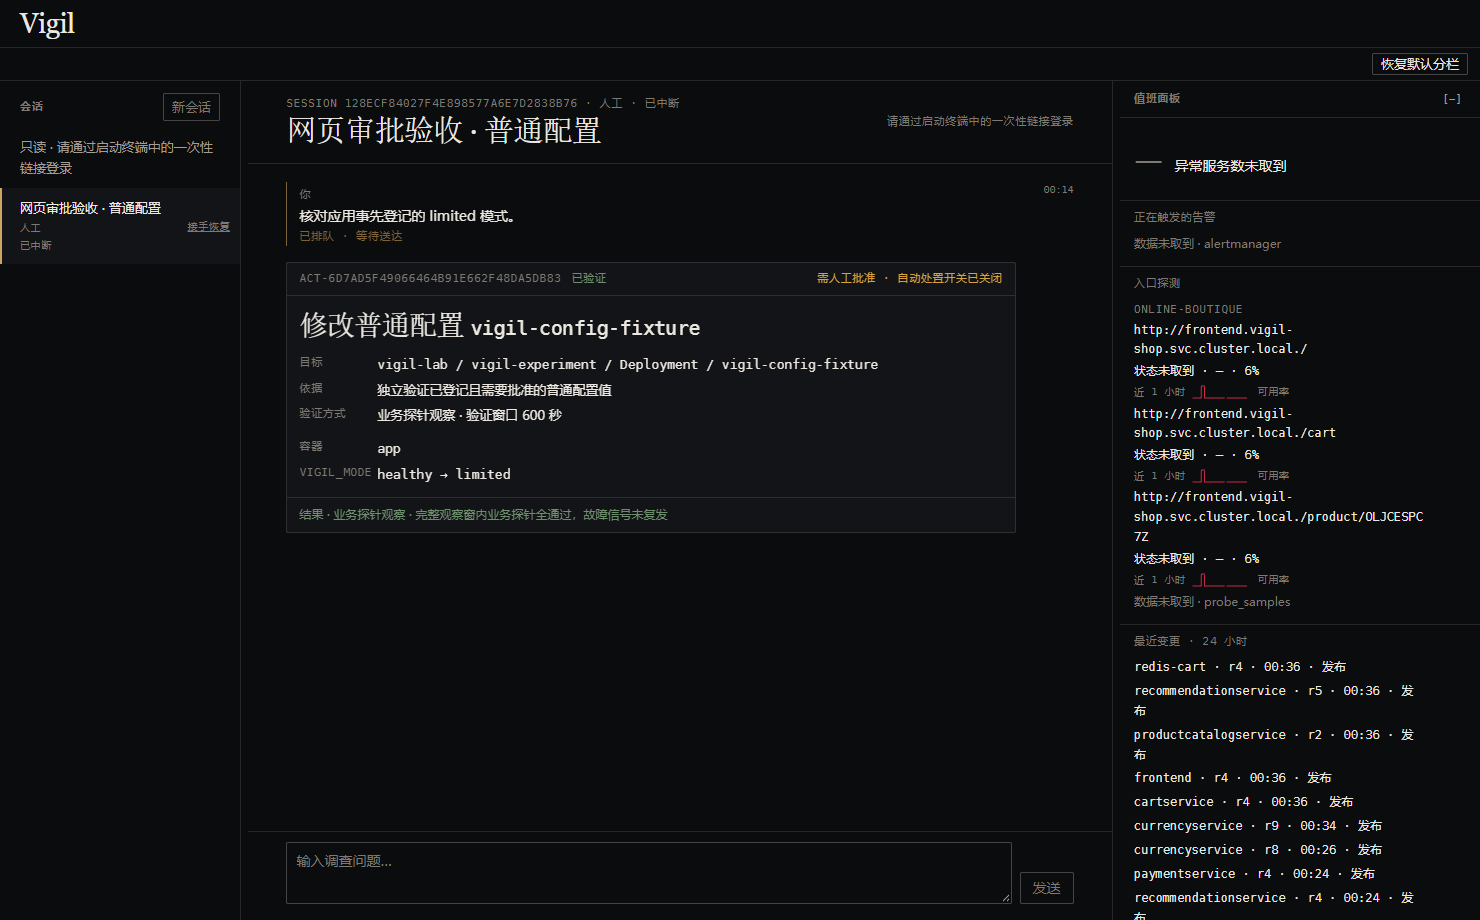 Vigil
恢复默认分栏
会话
新会话
只读 · 请通过启动终端中的一次性
链接登录
网页审批验收 · 普通配置
人工
接手恢复
已中断
SESSION 128ECF84027F4E898577A6E7D2838B76 · 人工 · 已中断
网页审批验收 · 普通配置
请通过启动终端中的一次性链接登录
你
00:14
核对应用事先登记的 limited 模式。
已排队 · 等待送达
ACT-6D7AD5F49066464B91E662F48DA5DB83 已验证
需人工批准 · 自动处置开关已关闭
修改普通配置 vigil-config-fixture
目标 vigil-lab / vigil-experiment / Deployment / vigil-config-fixture
依据 独立验证已登记且需要批准的普通配置值
验证方式 业务探针观察 · 验证窗口 600 秒
容器 app
VIGIL_MODE healthy → limited
结果 · 业务探针观察 · 完整观察窗内业务探针全通过，故障信号未复发
输入调查问题...
发送
值班面板
[−]
— 异常服务数未取到
正在触发的告警
数据未取到 · alertmanager
入口探测
ONLINE-BOUTIQUE
http://frontend.vigil-
shop.svc.cluster.local./
状态未取到 · — · 6%
近 1 小时 可用率
http://frontend.vigil-
shop.svc.cluster.local./cart
状态未取到 · — · 6%
近 1 小时 可用率
http://frontend.vigil-
shop.svc.cluster.local./product/OLJCESPC
7Z
状态未取到 · — · 6%
近 1 小时 可用率
数据未取到 · probe_samples
最近变更 · 24 小时
redis-cart · r4 · 00:36 · 发布
recommendationservice · r5 · 00:36 · 发
布
productcatalogservice · r2 · 00:36 · 发
布
frontend · r4 · 00:36 · 发布
cartservice · r4 · 00:36 · 发布
currencyservice · r9 · 00:34 · 发布
currencyservice · r8 · 00:26 · 发布
paymentservice · r4 · 00:24 · 发布
recommendationservice · r4 · 00:24 · 发
布